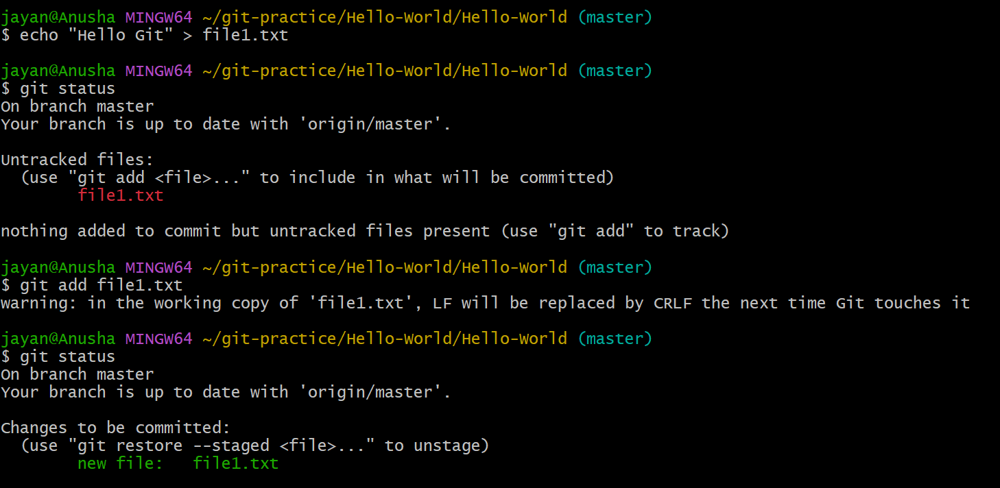 jayan@Anusha MINGW64 ~/git-practice/Hello-World/Hello-World (master)
$ echo "Hello Git" > file1.txt

jayan@Anusha MINGW64 ~/git-practice/Hello-World/Hello-World (master)
$ git status
On branch master
Your branch is up to date with 'origin/master'.

Untracked files:
  (use "git add <file>..." to include in what will be committed)
        file1.txt

nothing added to commit but untracked files present (use "git add" to track)

jayan@Anusha MINGW64 ~/git-practice/Hello-World/Hello-World (master)
$ git add file1.txt
warning: in the working copy of 'file1.txt', LF will be replaced by CRLF the next time Git touches it

jayan@Anusha MINGW64 ~/git-practice/Hello-World/Hello-World (master)
$ git status
On branch master
Your branch is up to date with 'origin/master'.

Changes to be committed:
  (use "git restore --staged <file>..." to unstage)
        new file:   file1.txt